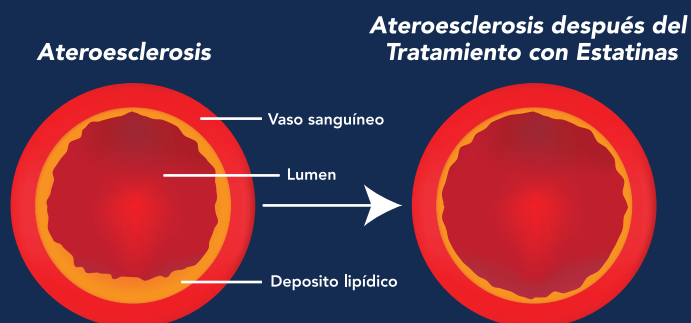 Ateroesclerosis
Ateroesclerosis después del
Tratamiento con Estatinas
Vaso sanguíneo
Lumen
Deposito lipídico